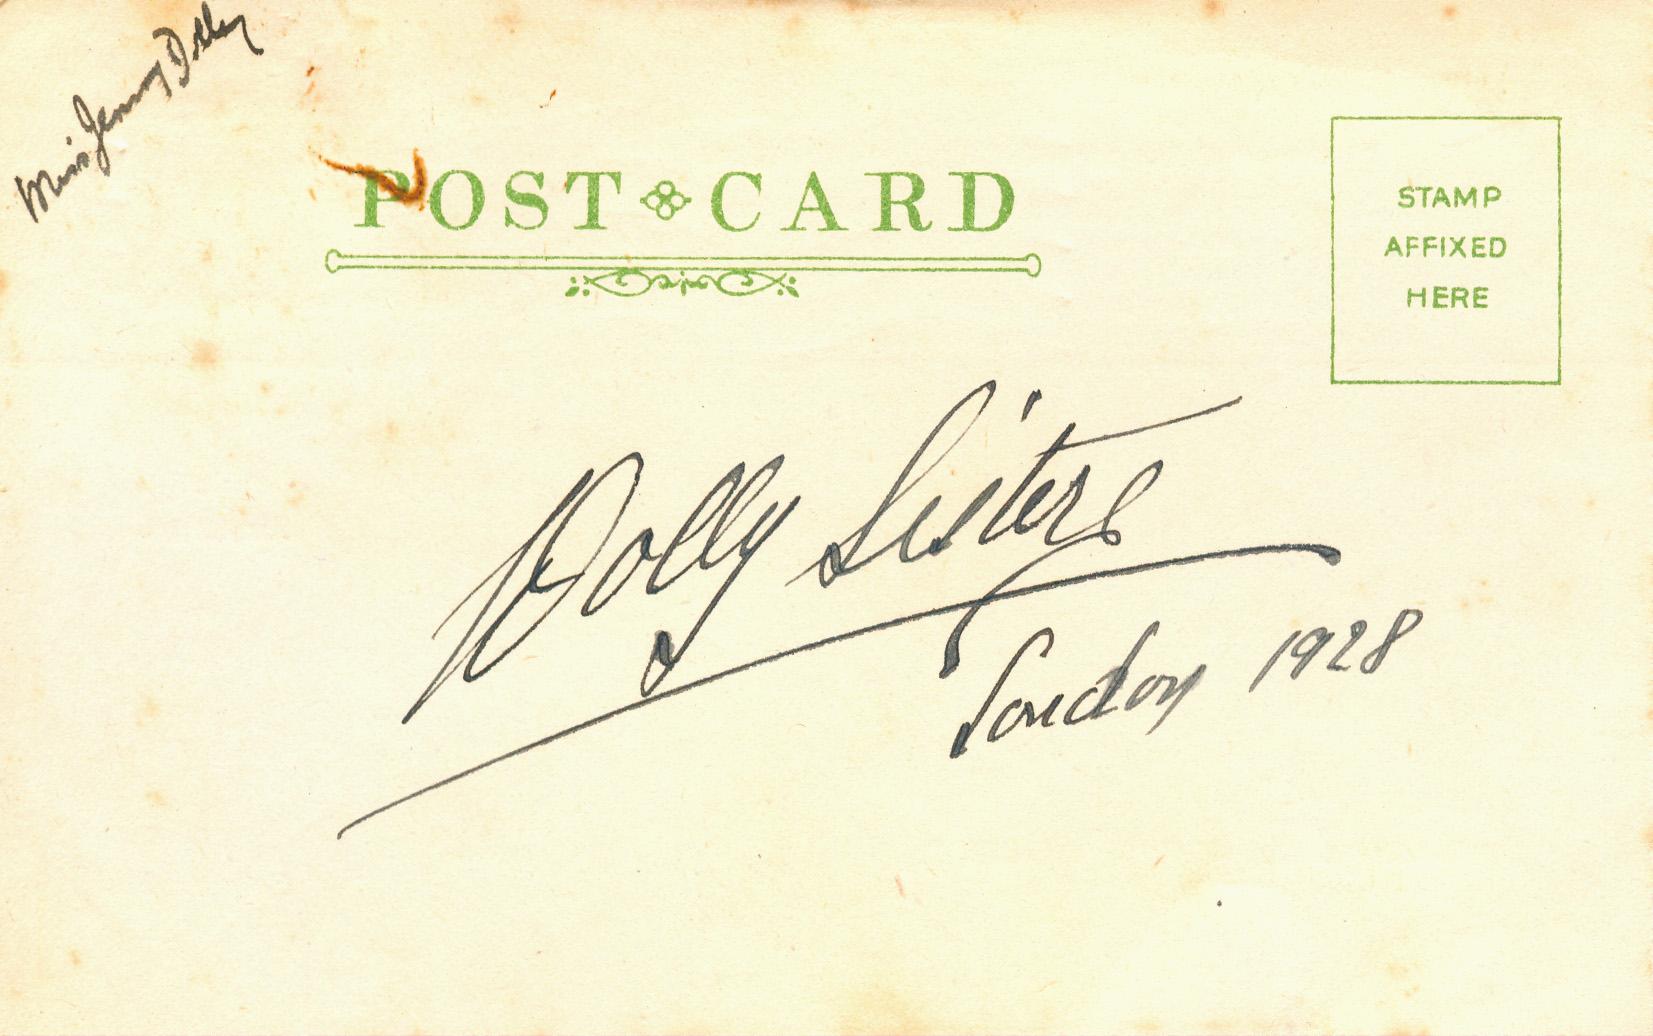 Miss Jenny Dolly
POST CARD
STAMP
AFFIXED
HERE
Dolly Sisters
London 1928